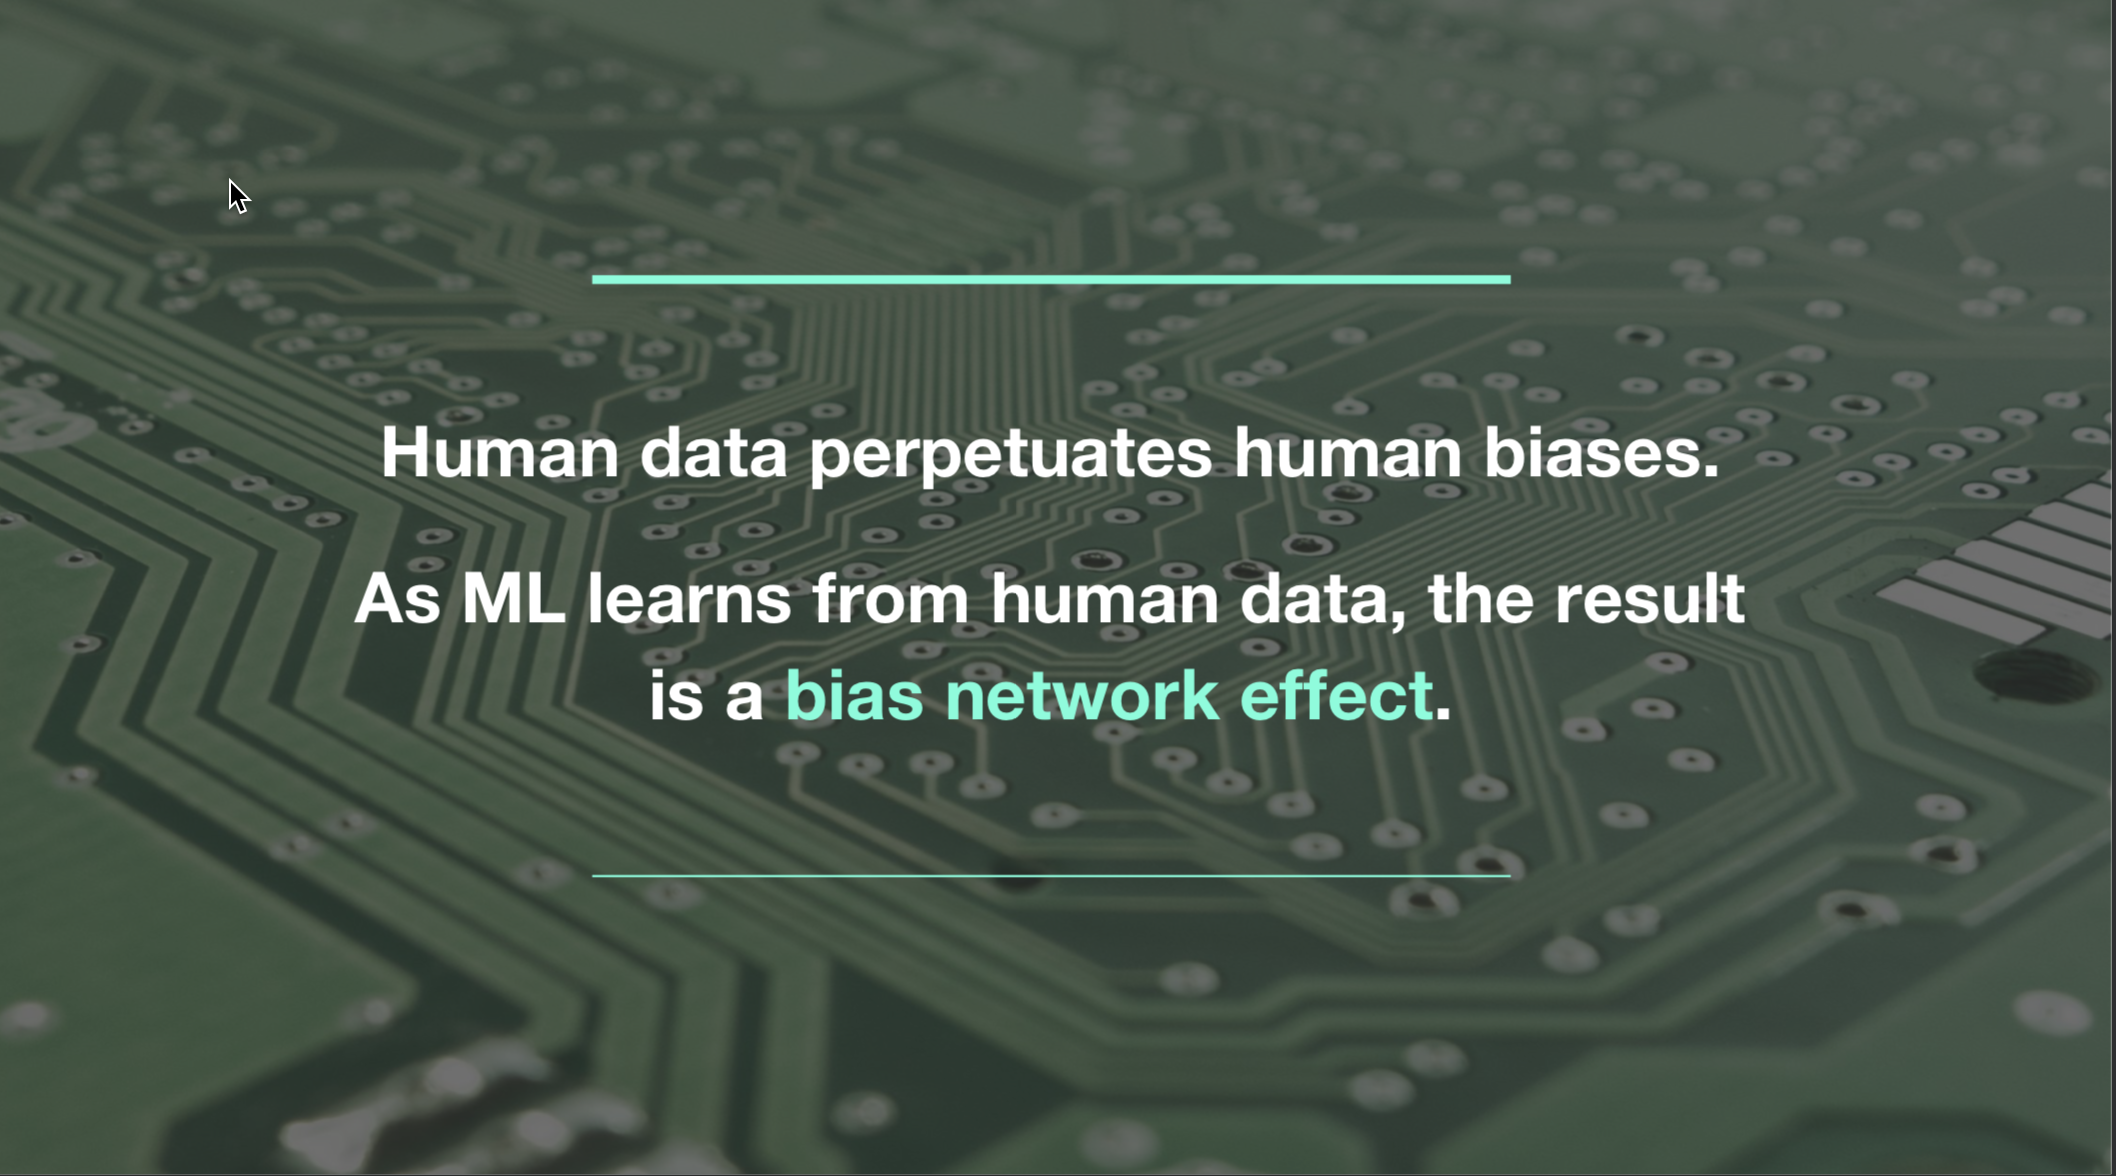 Human data perpetuates human biases.
As ML learns from human data, the result
is a bias network effect.